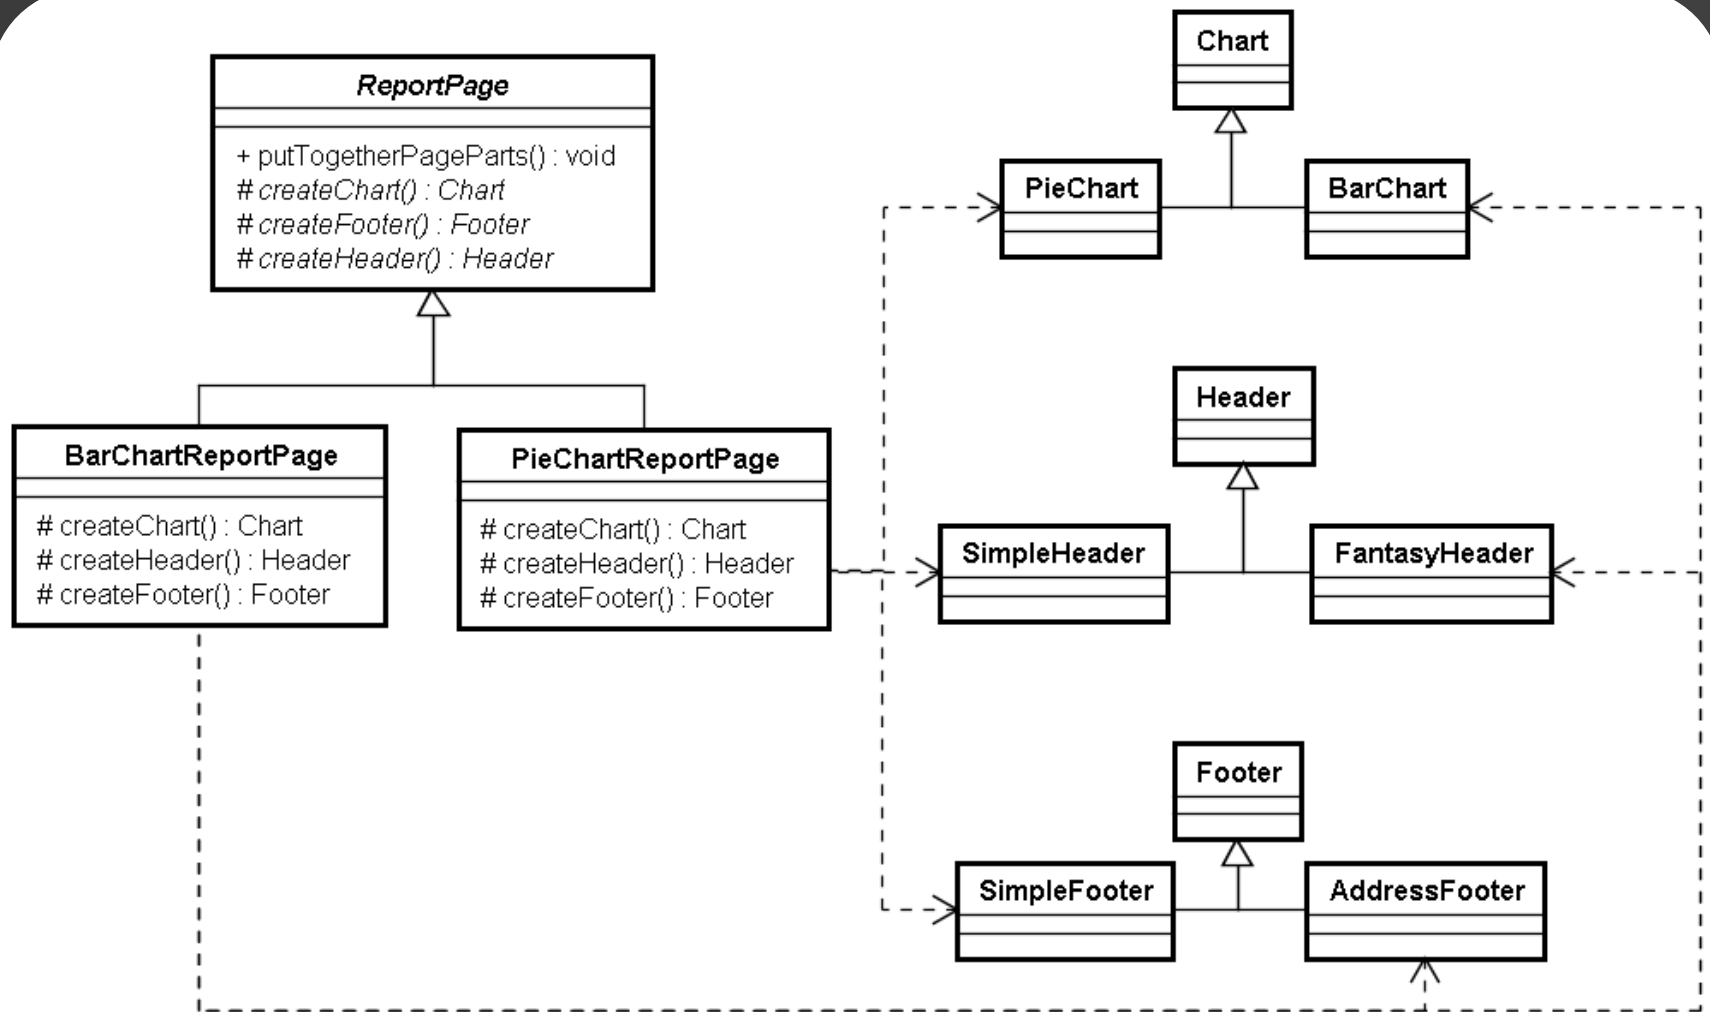 ReportPage
+ putTogetherPageParts() : void
# createChart() : Chart
# createFooter() : Footer
# createHeader() : Header
BarChartReportPage
# createChart() : Chart
# createHeader() : Header
# createFooter() : Footer
PieChartReportPage
# createChart() : Chart
# createHeader() : Header
# createFooter() : Footer
Chart
PieChart
BarChart
Header
SimpleHeader
FantasyHeader
Footer
SimpleFooter
AddressFooter